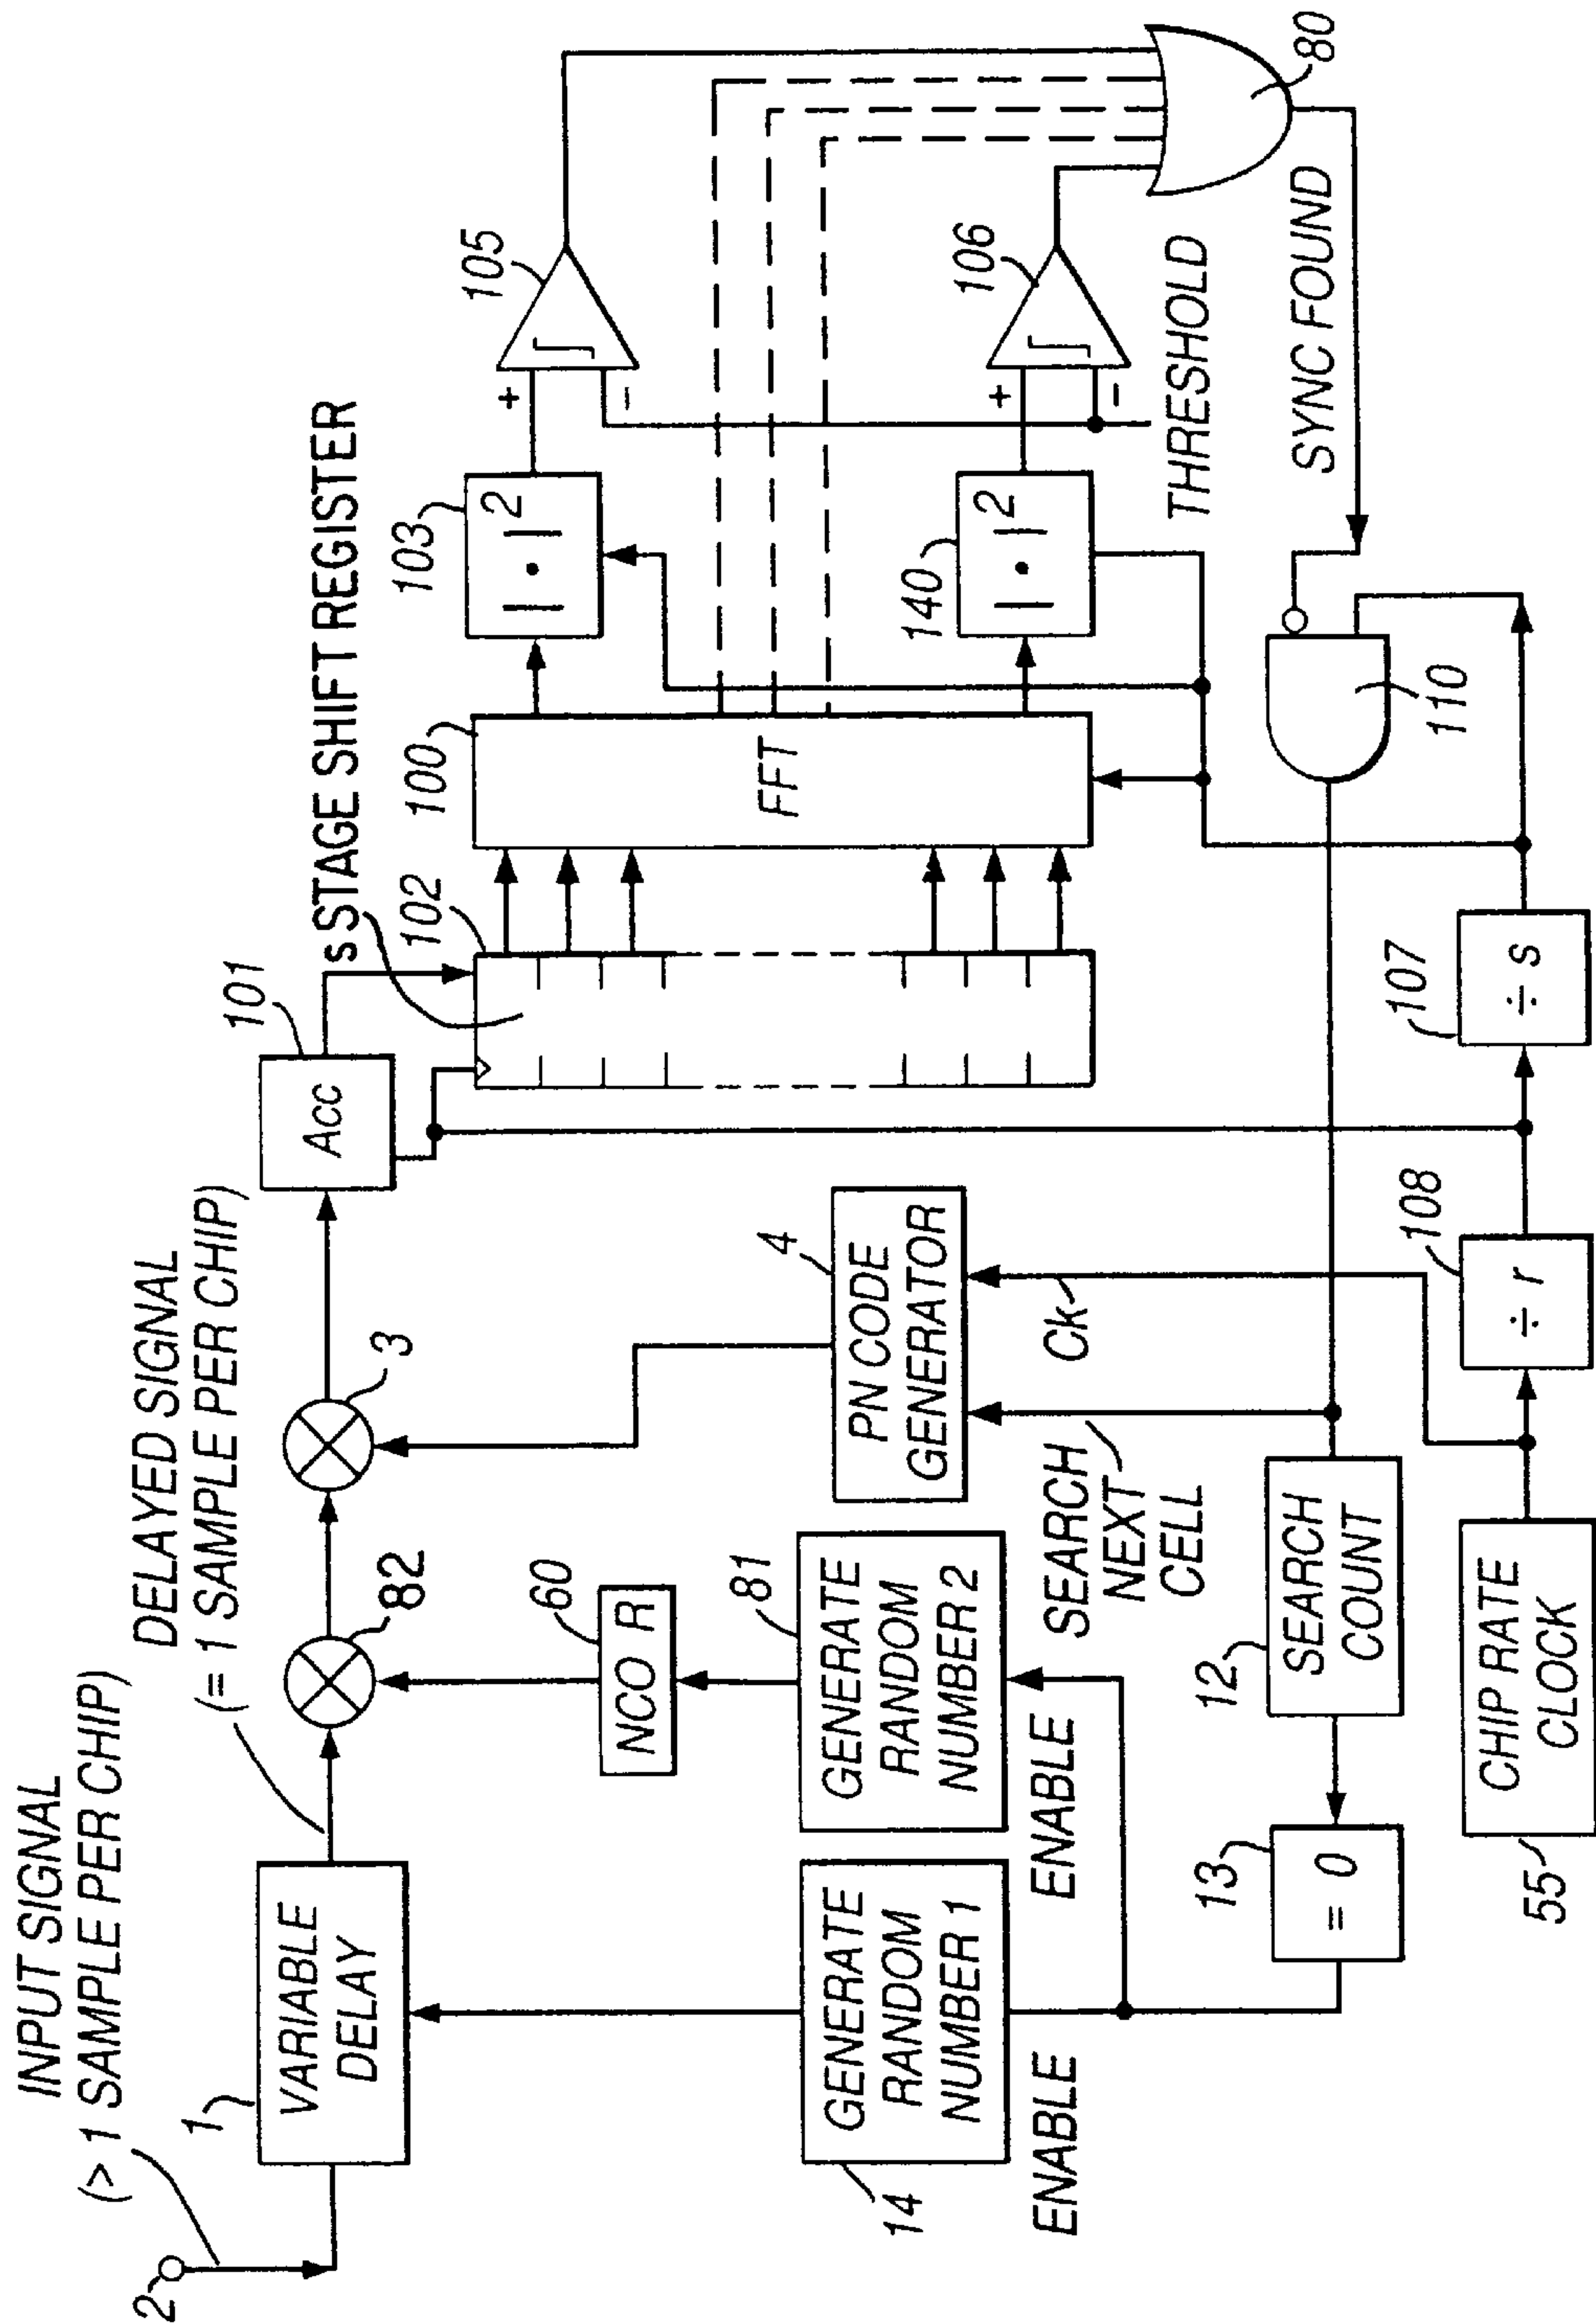 INPUT SIGNAL
(> 1 SAMPLE PER CHIP)
2
1
VARIABLE
DELAY
DELAYED SIGNAL
(= 1 SAMPLE PER CHIP)
82
3
101
Acc
s STAGE SHIFT REGISTER
102
100
FFT
103
| • |²
140
| • |²
105
+
−
106
+
−
THRESHOLD
80
SYNC FOUND
110
14
GENERATE
RANDOM
NUMBER 1
ENABLE
60
NCO R
81
GENERATE
RANDOM
NUMBER 2
ENABLE
4
PN CODE
GENERATOR
SEARCH
NEXT
CELL
Ck
13
= 0
12
SEARCH
COUNT
55
CHIP RATE
CLOCK
108
÷ r
107
÷ s